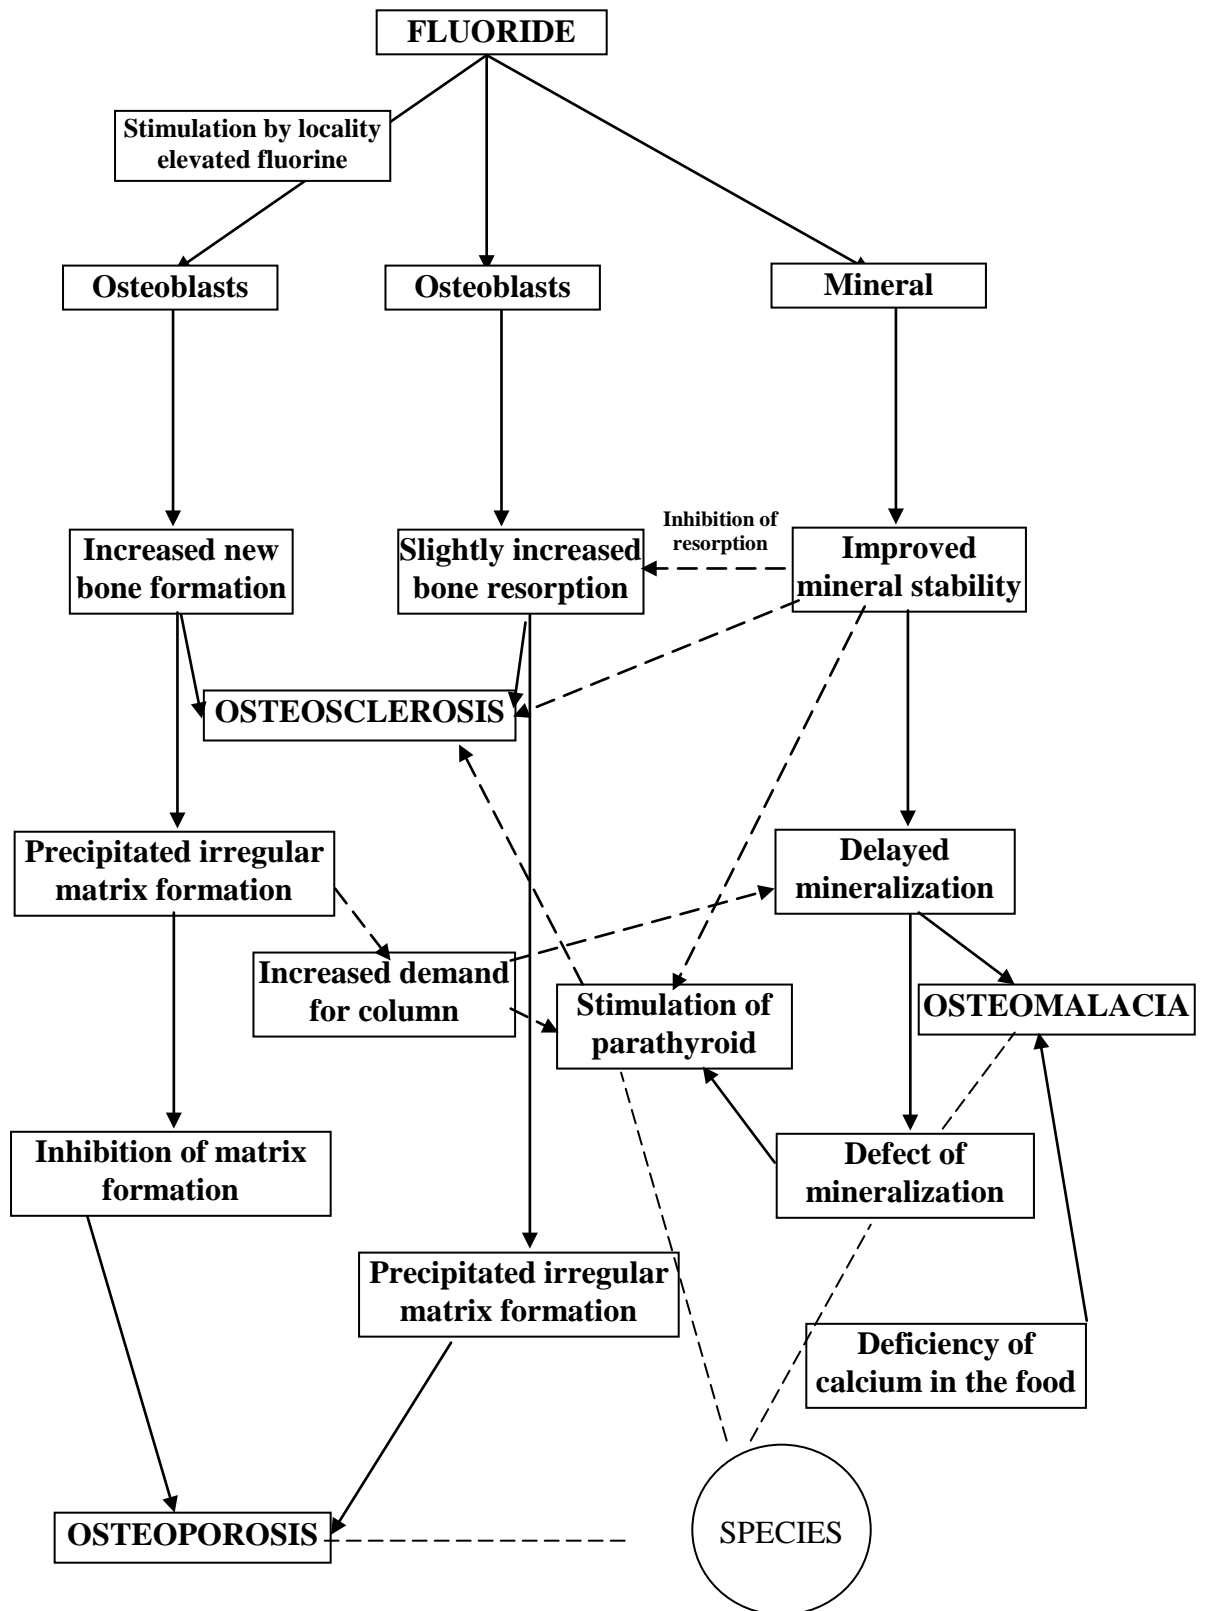 FLUORIDE
Stimulation by locality
elevated fluorine
Osteoblasts
Osteoblasts
Mineral
Increased new
bone formation
Slightly increased
bone resorption
Inhibition of
resorption
Improved
mineral stability
OSTEOSCLEROSIS
Precipitated irregular
matrix formation
Delayed
mineralization
Increased demand
for column
Stimulation of
parathyroid
OSTEOMALACIA
Inhibition of matrix
formation
Defect of
mineralization
Precipitated irregular
matrix formation
Deficiency of
calcium in the food
OSTEOPOROSIS
SPECIES